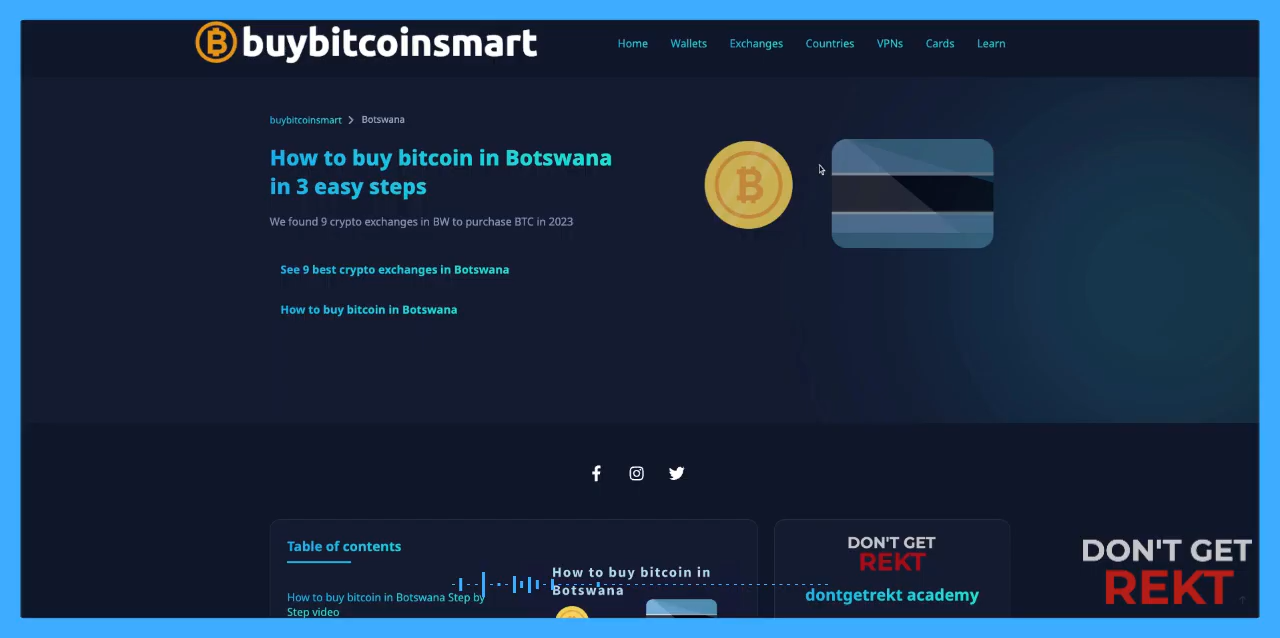 buybitcoinsmart
Home Wallets Exchanges Countries VPNs Cards Learn
buybitcoinsmart Botswana
How to buy bitcoin in Botswana
in 3 easy steps
We found 9 crypto exchanges in BW to purchase BTC in 2023
See 9 best crypto exchanges in Botswana
How to buy bitcoin in Botswana
Table of contents
How to buy bitcoin in Botswana Step by
Step video
How to buy bitcoin in
Botswana
DON'T GET
REKT
dontgetrekt academy
DON'T GET
REKT